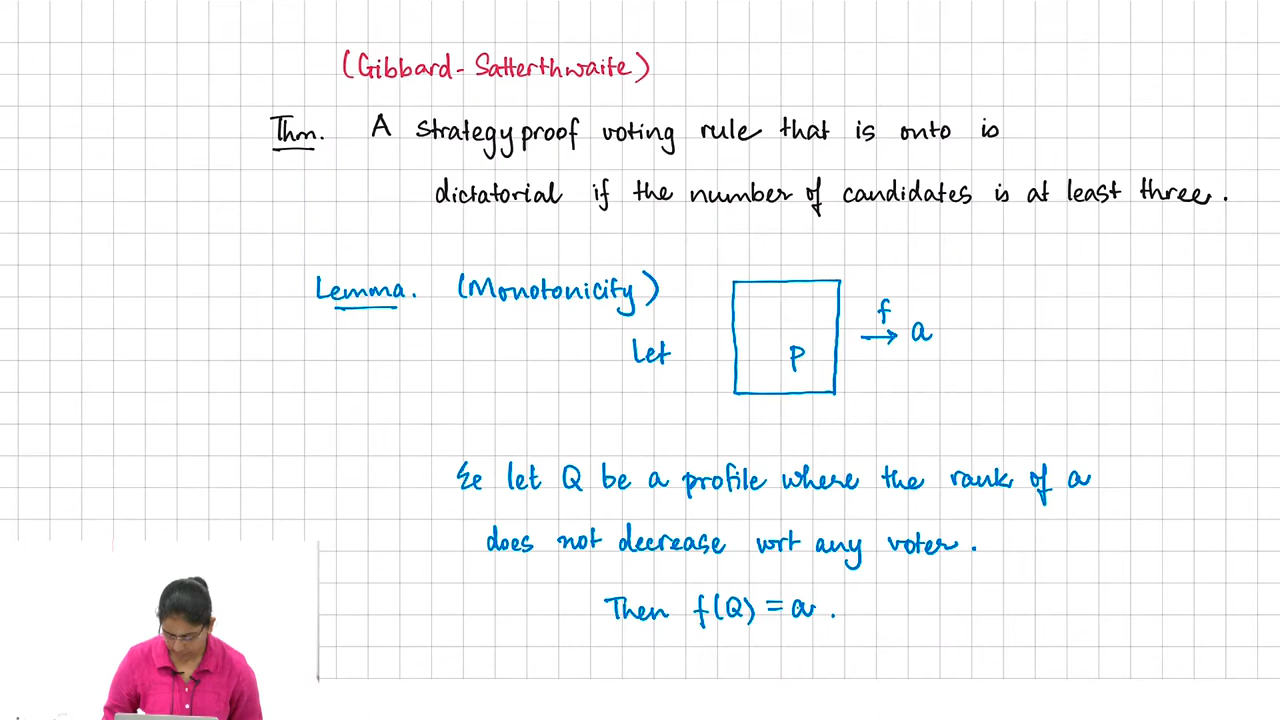 (Gibbard-Satterthwaite)
Thm. A strategyproof voting rule that is onto is
dictatorial if the number of candidates is at least three.
Lemma. (Monotonicity)
f
Let P → a
& let Q be a profile where the rank of a
does not decrease wrt any voter.
Then f(Q) = a.